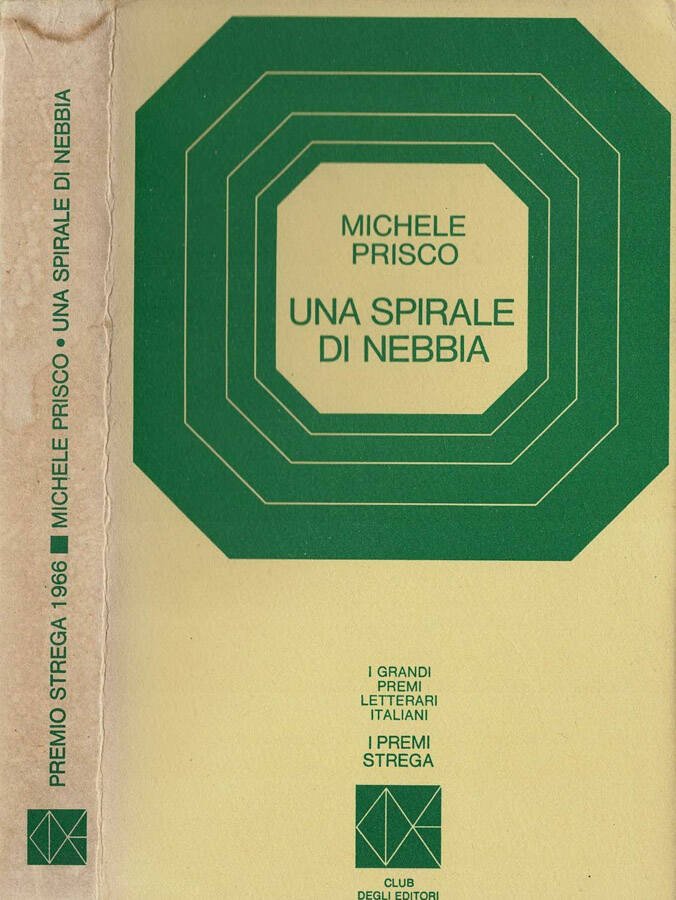 PREMIO STREGA 1966 ■ MICHELE PRISCO • UNA SPIRALE DI NEBBIA
MICHELE
PRISCO
UNA SPIRALE
DI NEBBIA
I GRANDI
PREMI
LETTERARI
ITALIANI
I PREMI
STREGA
CLUB
DEGLI EDITORI